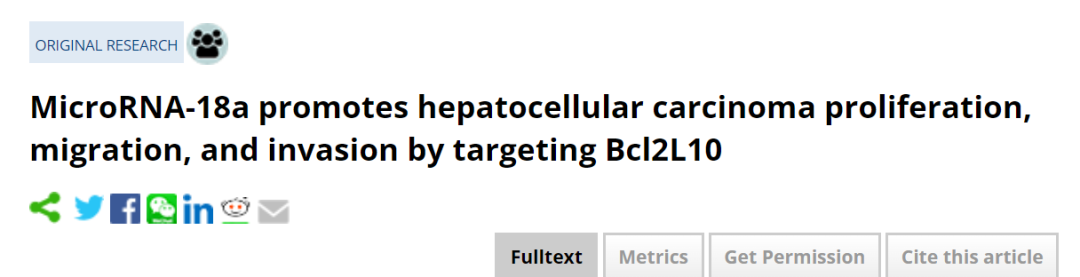 ORIGINAL RESEARCH
MicroRNA-18a promotes hepatocellular carcinoma proliferation,
migration, and invasion by targeting Bcl2L10
Fulltext Metrics Get Permission Cite this article